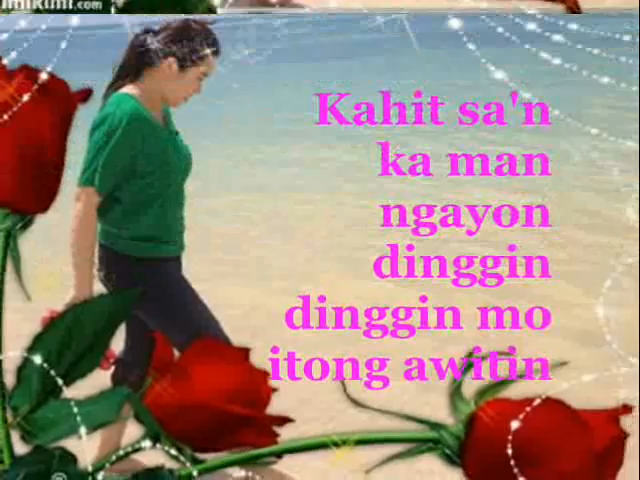 Kahit sa'n
ka man
ngayon
dinggin
dinggin mo
itong awitin